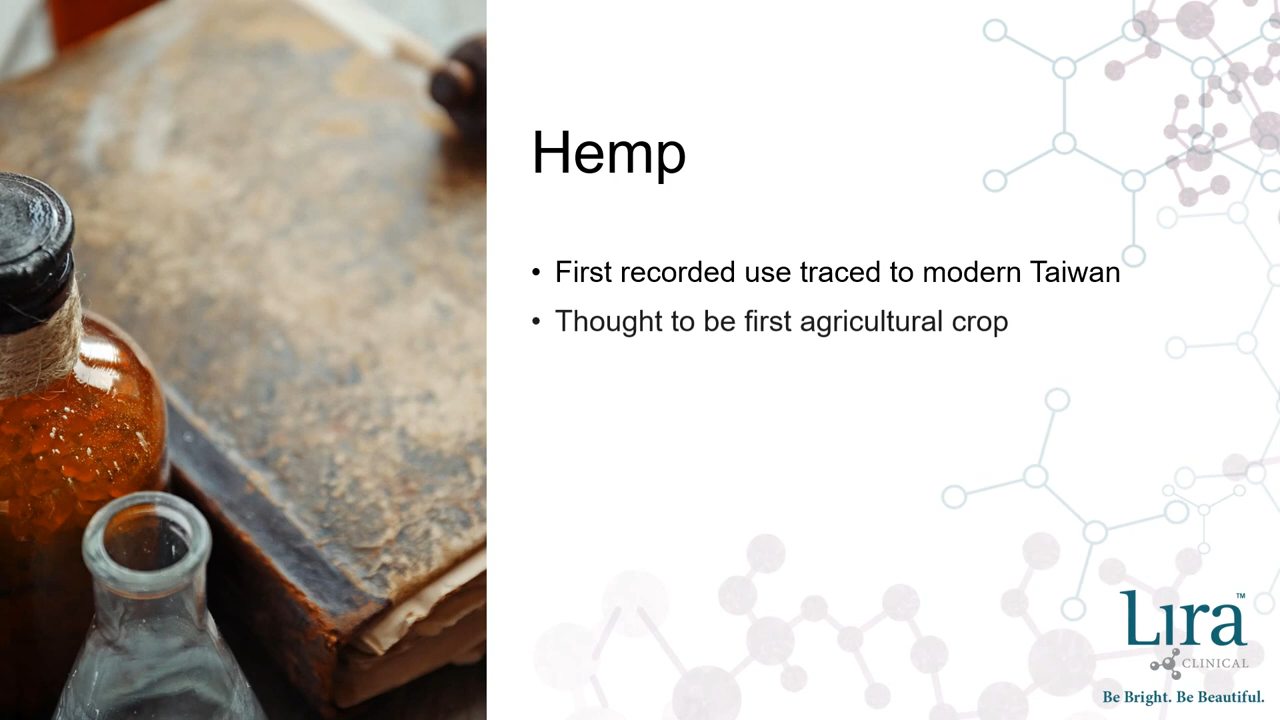 Hemp
• First recorded use traced to modern Taiwan
• Thought to be first agricultural crop
Lira™
CLINICAL
Be Bright. Be Beautiful.